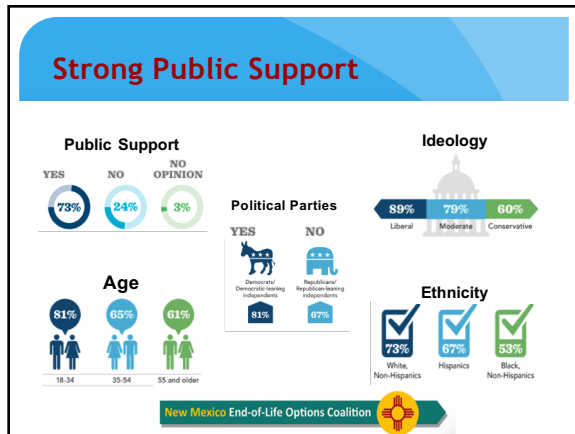 Strong Public Support
Public Support
YES NO NO OPINION
73% 24% 3%
Ideology
89% 79% 60%
Liberal Moderate Conservative
Political Parties
YES NO
Democrats/ Democratic-leaning independents
Republicans/ Republican-leaning independents
81% 67%
Age
81% 65% 61%
18-34 35-54 55 and older
Ethnicity
73% 67% 53%
White, Non-Hispanics
Hispanics
Black, Non-Hispanics
New Mexico End-of-Life Options Coalition